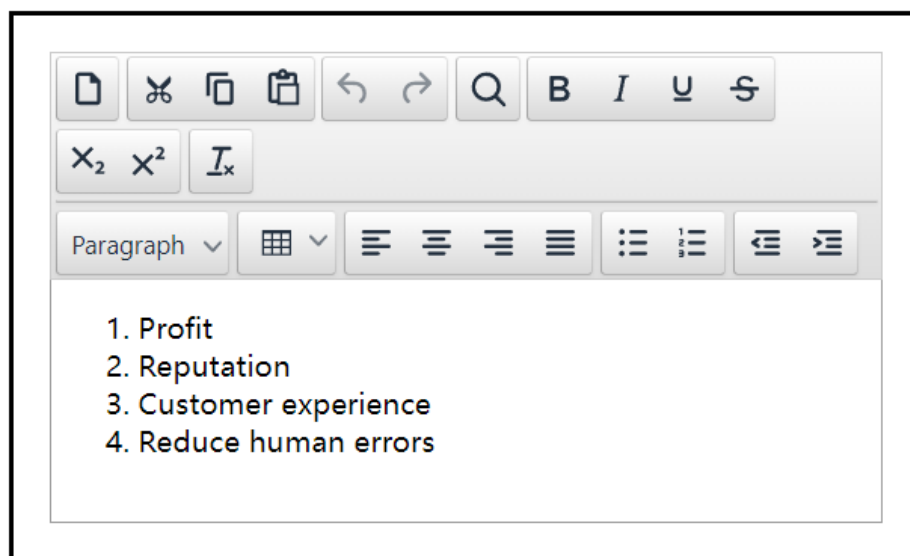 Paragraph
1. Profit
2. Reputation
3. Customer experience
4. Reduce human errors